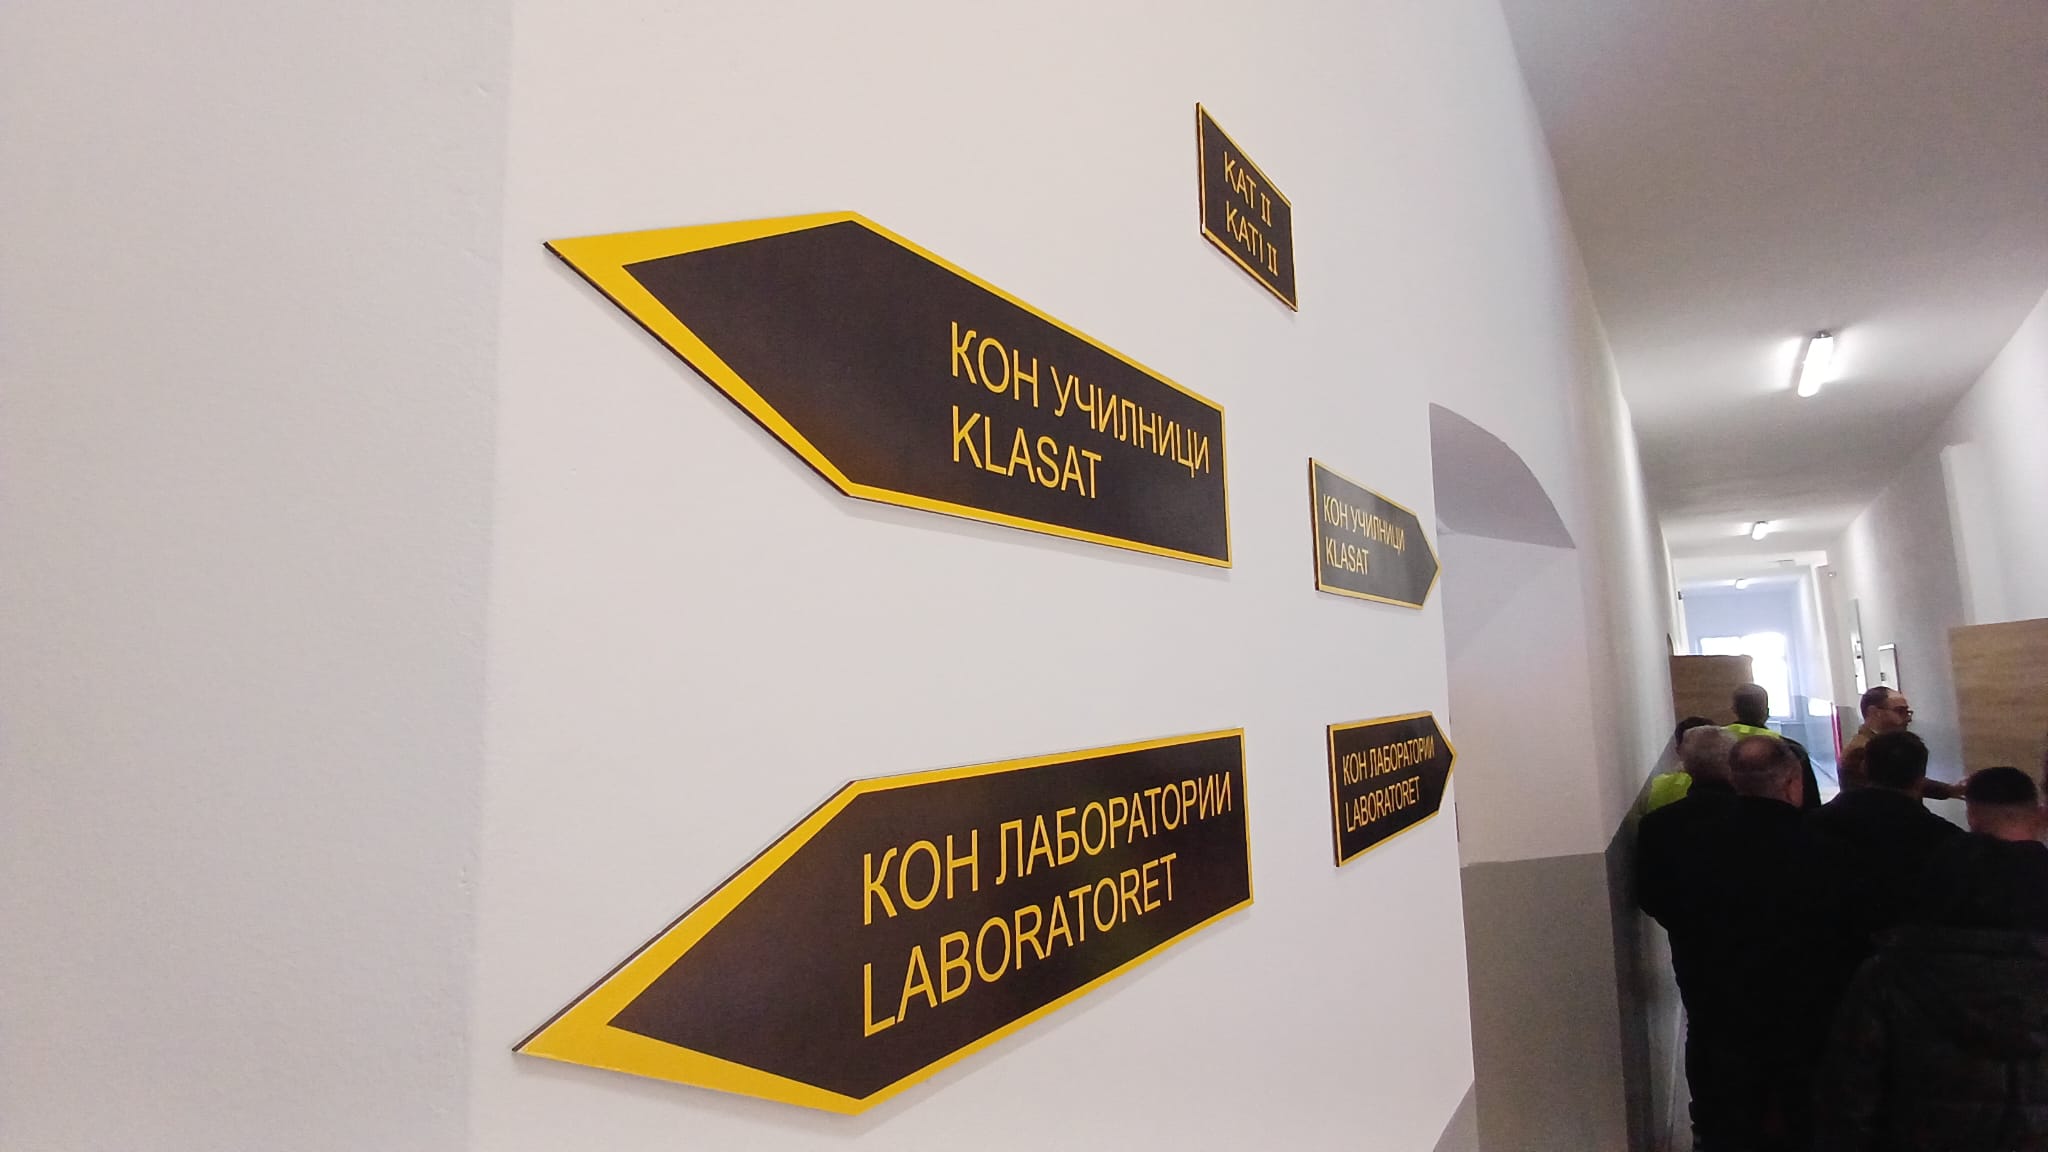 КАТ II
KATI II
КОН УЧИЛНИЦИ
KLASAT
КОН УЧИЛНИЦИ
KLASAT
КОН ЛАБОРАТОРИИ
LABORATORET
КОН ЛАБОРАТОРИИ
LABORATORET